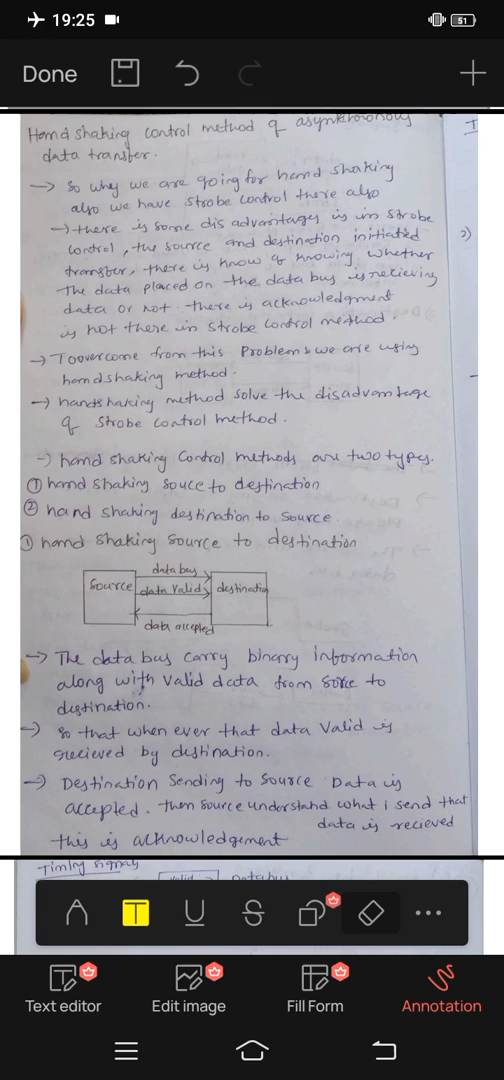 19:25
51
Done
Hand shaking control method of asynkhronous
data transfer.
I
→ So why we are going for hand shaking
also we have strobe control there also
→ there is some dis advantages is in strobe
control, the source and destination initiated
2)
transfer, there is know of knowing whether
The data placed on the data bus is recieving
data or not. there is acknowledgment
is not there in strobe control method.
→ Toovercome from this Problems we are using
handshaking method.
→ handshaking method solve the disadvantage
of strobe control method.
→ hand shaking control methods are two types.
① hand shaking souce to destination
② hand shaking destination to source.
① hand shaking source to destination
data bus
Source
data valid
destination
data accepted
→ The data bus carry binary information
along with valid data from to
destination.
→ so that when ever that data valid is
recieved by destination.
→ Destination sending to source Data is
accepted. then source understand what i send that
data is recieved
this is acknowledgement
Timing signals
valid →
Databus
T
U
S
Text editor
Edit image
Fill Form
Annotation